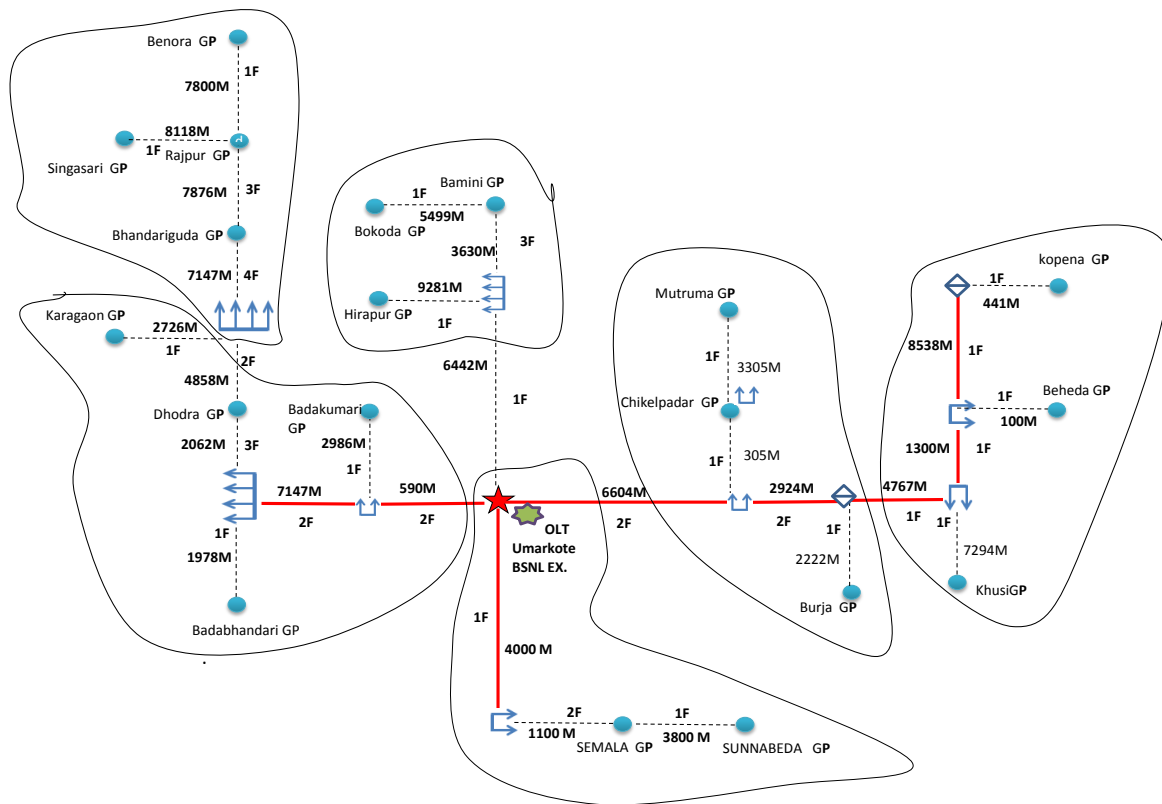 Benora GP
1F
7800M
8118M
1F
Rajpur GP
Singasari GP
7876M
3F
Bhandariguda GP
7147M
4F
Karagaon GP
2726M
1F
2F
4858M
Dhodra GP
Badakumari
GP
2062M
3F
2986M
1F
7147M
590M
2F
2F
1F
1978M
Badabhandari GP
.
Bamini GP
1F
5499M
Bokoda GP
3F
3630M
9281M
Hirapur GP
1F
6442M
1F
OLT
Umarkote
BSNL EX.
1F
4000 M
2F
1100 M
SEMALA GP
1F
3800 M
SUNNABEDA GP
Mutruma GP
1F
3305M
Chikelpadar GP
1F
305M
6604M
2F
2924M
2F
1F
2222M
Burja GP
4767M
1F
1F
7294M
KhusiGP
kopena GP
1F
441M
8538M
1F
Beheda GP
1F
100M
1300M
1F